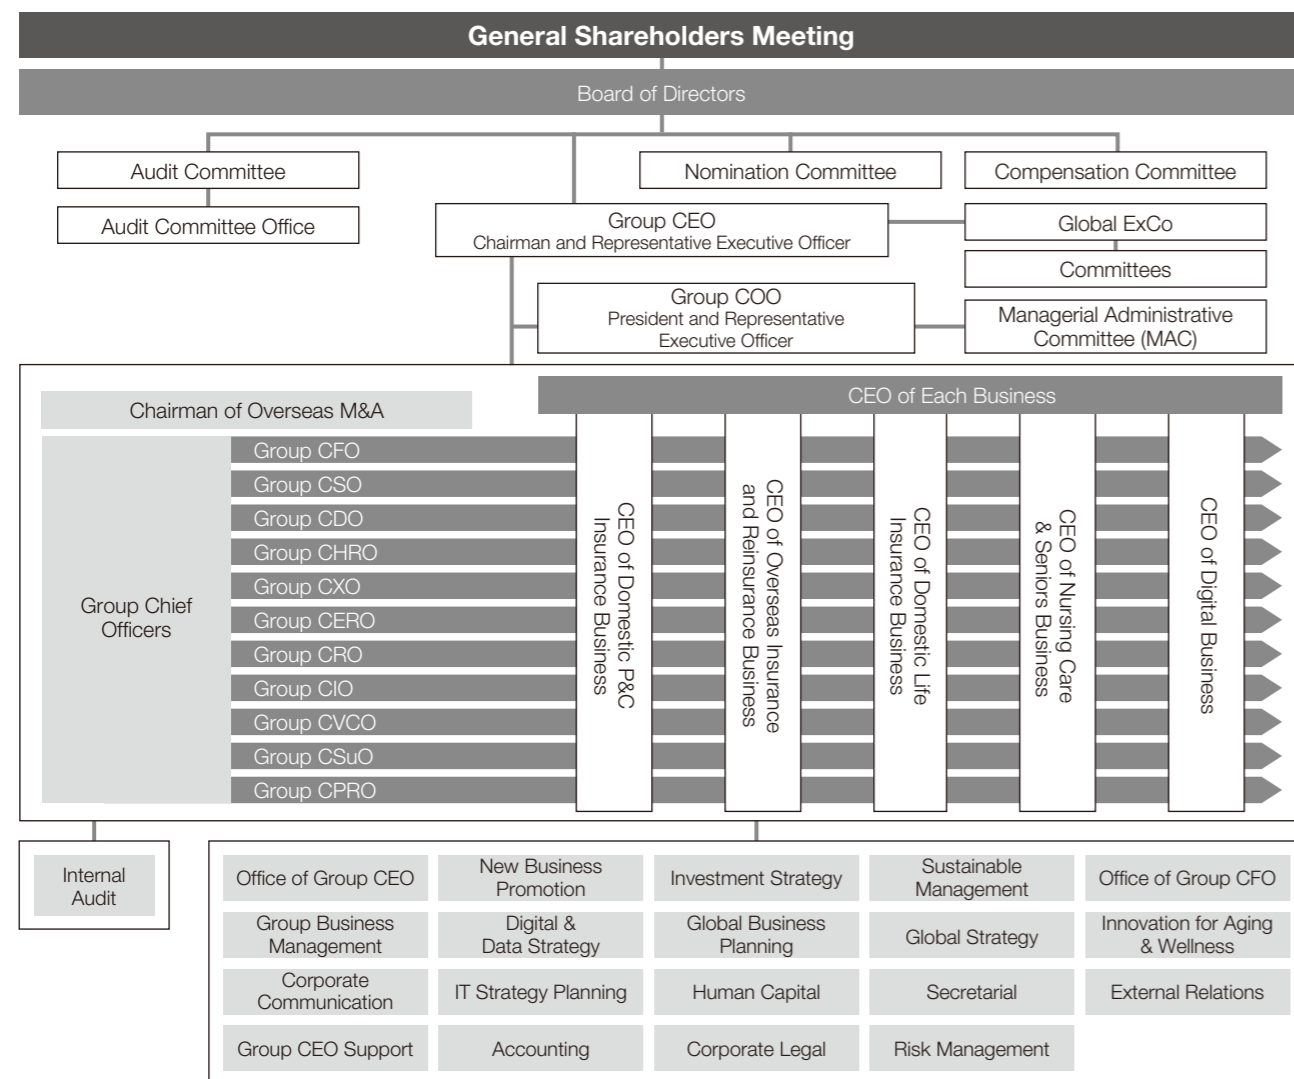 General Shareholders Meeting
Board of Directors
Audit Committee
Nomination Committee
Compensation Committee
Audit Committee Office
Group CEO
Chairman and Representative Executive Officer
Global ExCo
Committees
Group COO
President and Representative
Executive Officer
Managerial Administrative
Committee (MAC)
Chairman of Overseas M&A
CEO of Each Business
Group Chief
Officers
Group CFO
Group CSO
Group CDO
Group CHRO
Group CXO
Group CERO
Group CRO
Group CIO
Group CVCO
Group CSuO
Group CPRO
CEO of Domestic P&C
Insurance Business
CEO of Overseas Insurance
and Reinsurance Business
CEO of Domestic Life
Insurance Business
CEO of Nursing Care
& Seniors Business
CEO of Digital Business
Internal
Audit
Office of Group CEO
New Business
Promotion
Investment Strategy
Sustainable
Management
Office of Group CFO
Group Business
Management
Digital &
Data Strategy
Global Business
Planning
Global Strategy
Innovation for Aging
& Wellness
Corporate
Communication
IT Strategy Planning
Human Capital
Secretarial
External Relations
Group CEO Support
Accounting
Corporate Legal
Risk Management